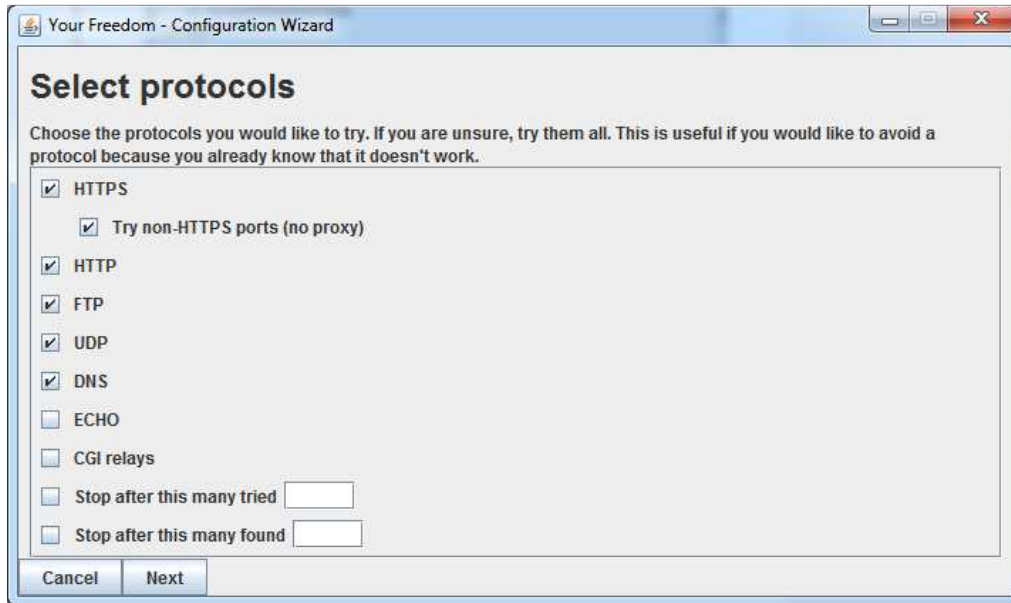 Your Freedom - Configuration Wizard
Select protocols
Choose the protocols you would like to try. If you are unsure, try them all. This is useful if you would like to avoid a
protocol because you already know that it doesn't work.
HTTPS
Try non-HTTPS ports (no proxy)
HTTP
FTP
UDP
DNS
ECHO
CGI relays
Stop after this many tried
Stop after this many found
Cancel Next